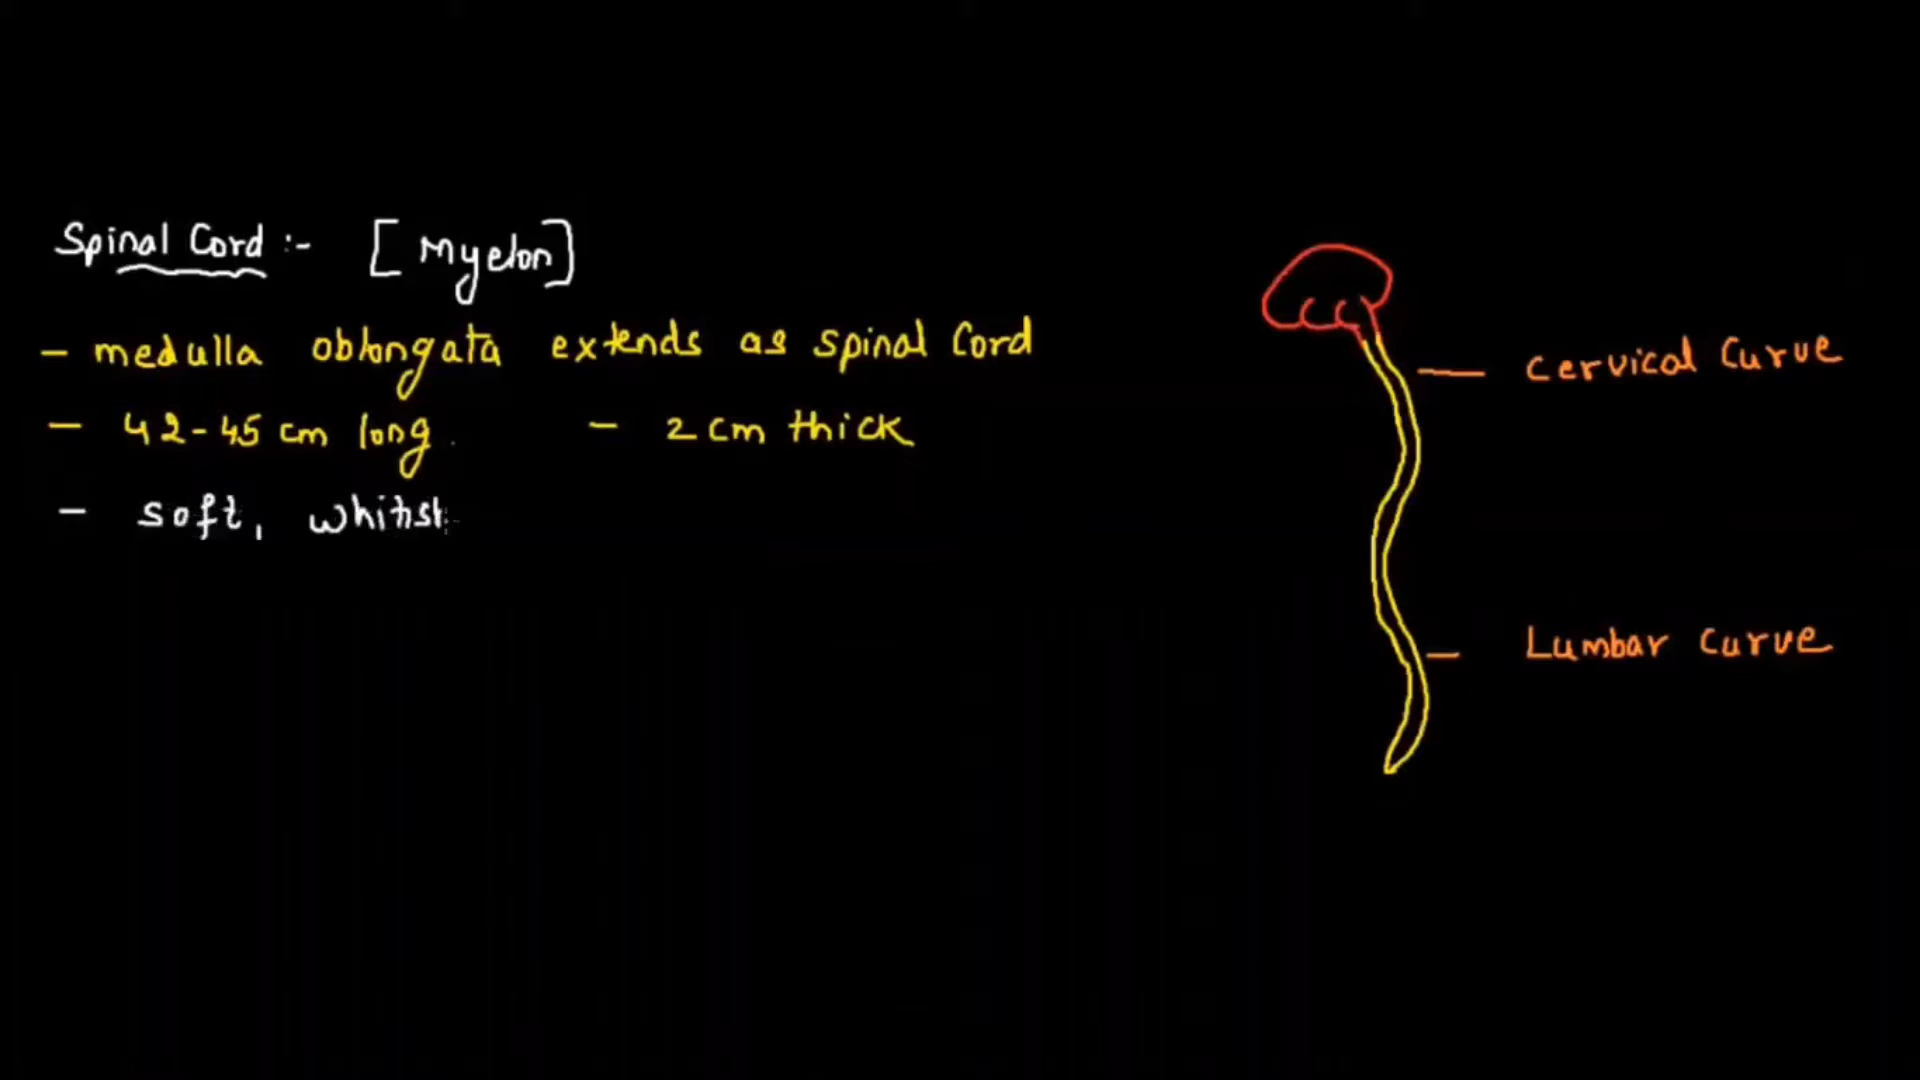 Spinal Cord :- [Myelon]
- medulla oblongata extends as spinal Cord
- 42-45 cm long. - 2 cm thick
- soft, whitish
Cervical Curve
Lumbar Curve